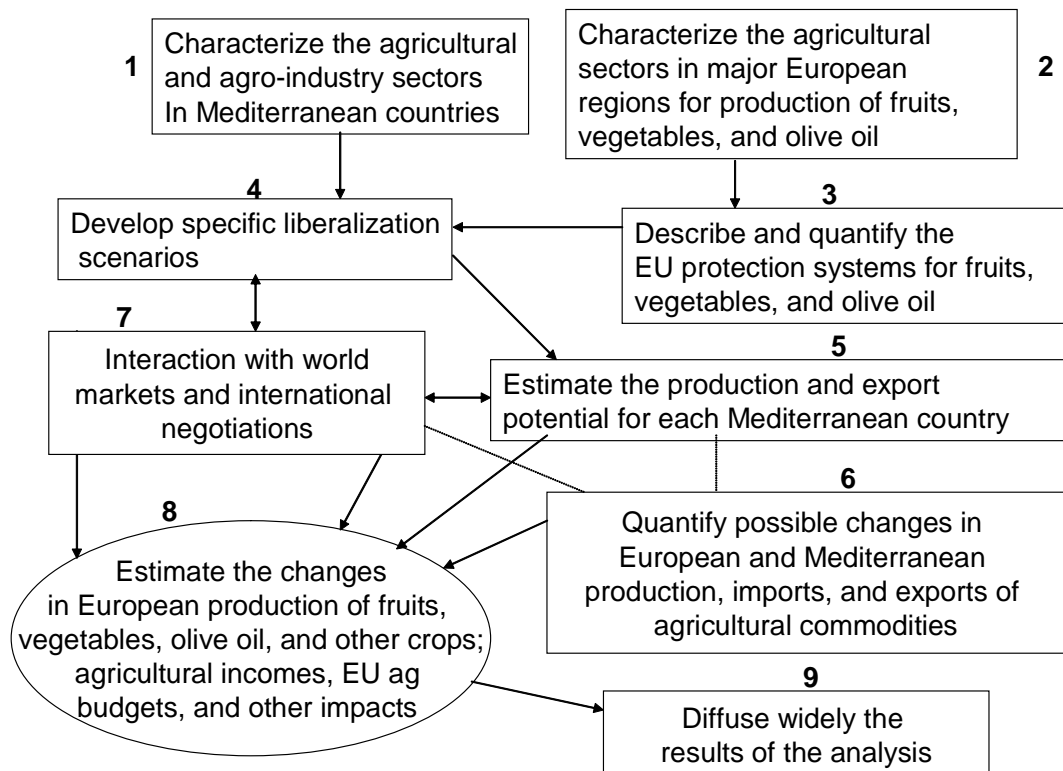 1
Characterize the agricultural
and agro-industry sectors
In Mediterranean countries
2
Characterize the agricultural
sectors in major European
regions for production of fruits,
vegetables, and olive oil
4
Develop specific liberalization
scenarios
3
Describe and quantify the
EU protection systems for fruits,
vegetables, and olive oil
7
Interaction with world
markets and international
negotiations
5
Estimate the production and export
potential for each Mediterranean country
6
Quantify possible changes in
European and Mediterranean
production, imports, and exports of
agricultural commodities
8
Estimate the changes
in European production of fruits,
vegetables, olive oil, and other crops;
agricultural incomes, EU ag
budgets, and other impacts
9
Diffuse widely the
results of the analysis